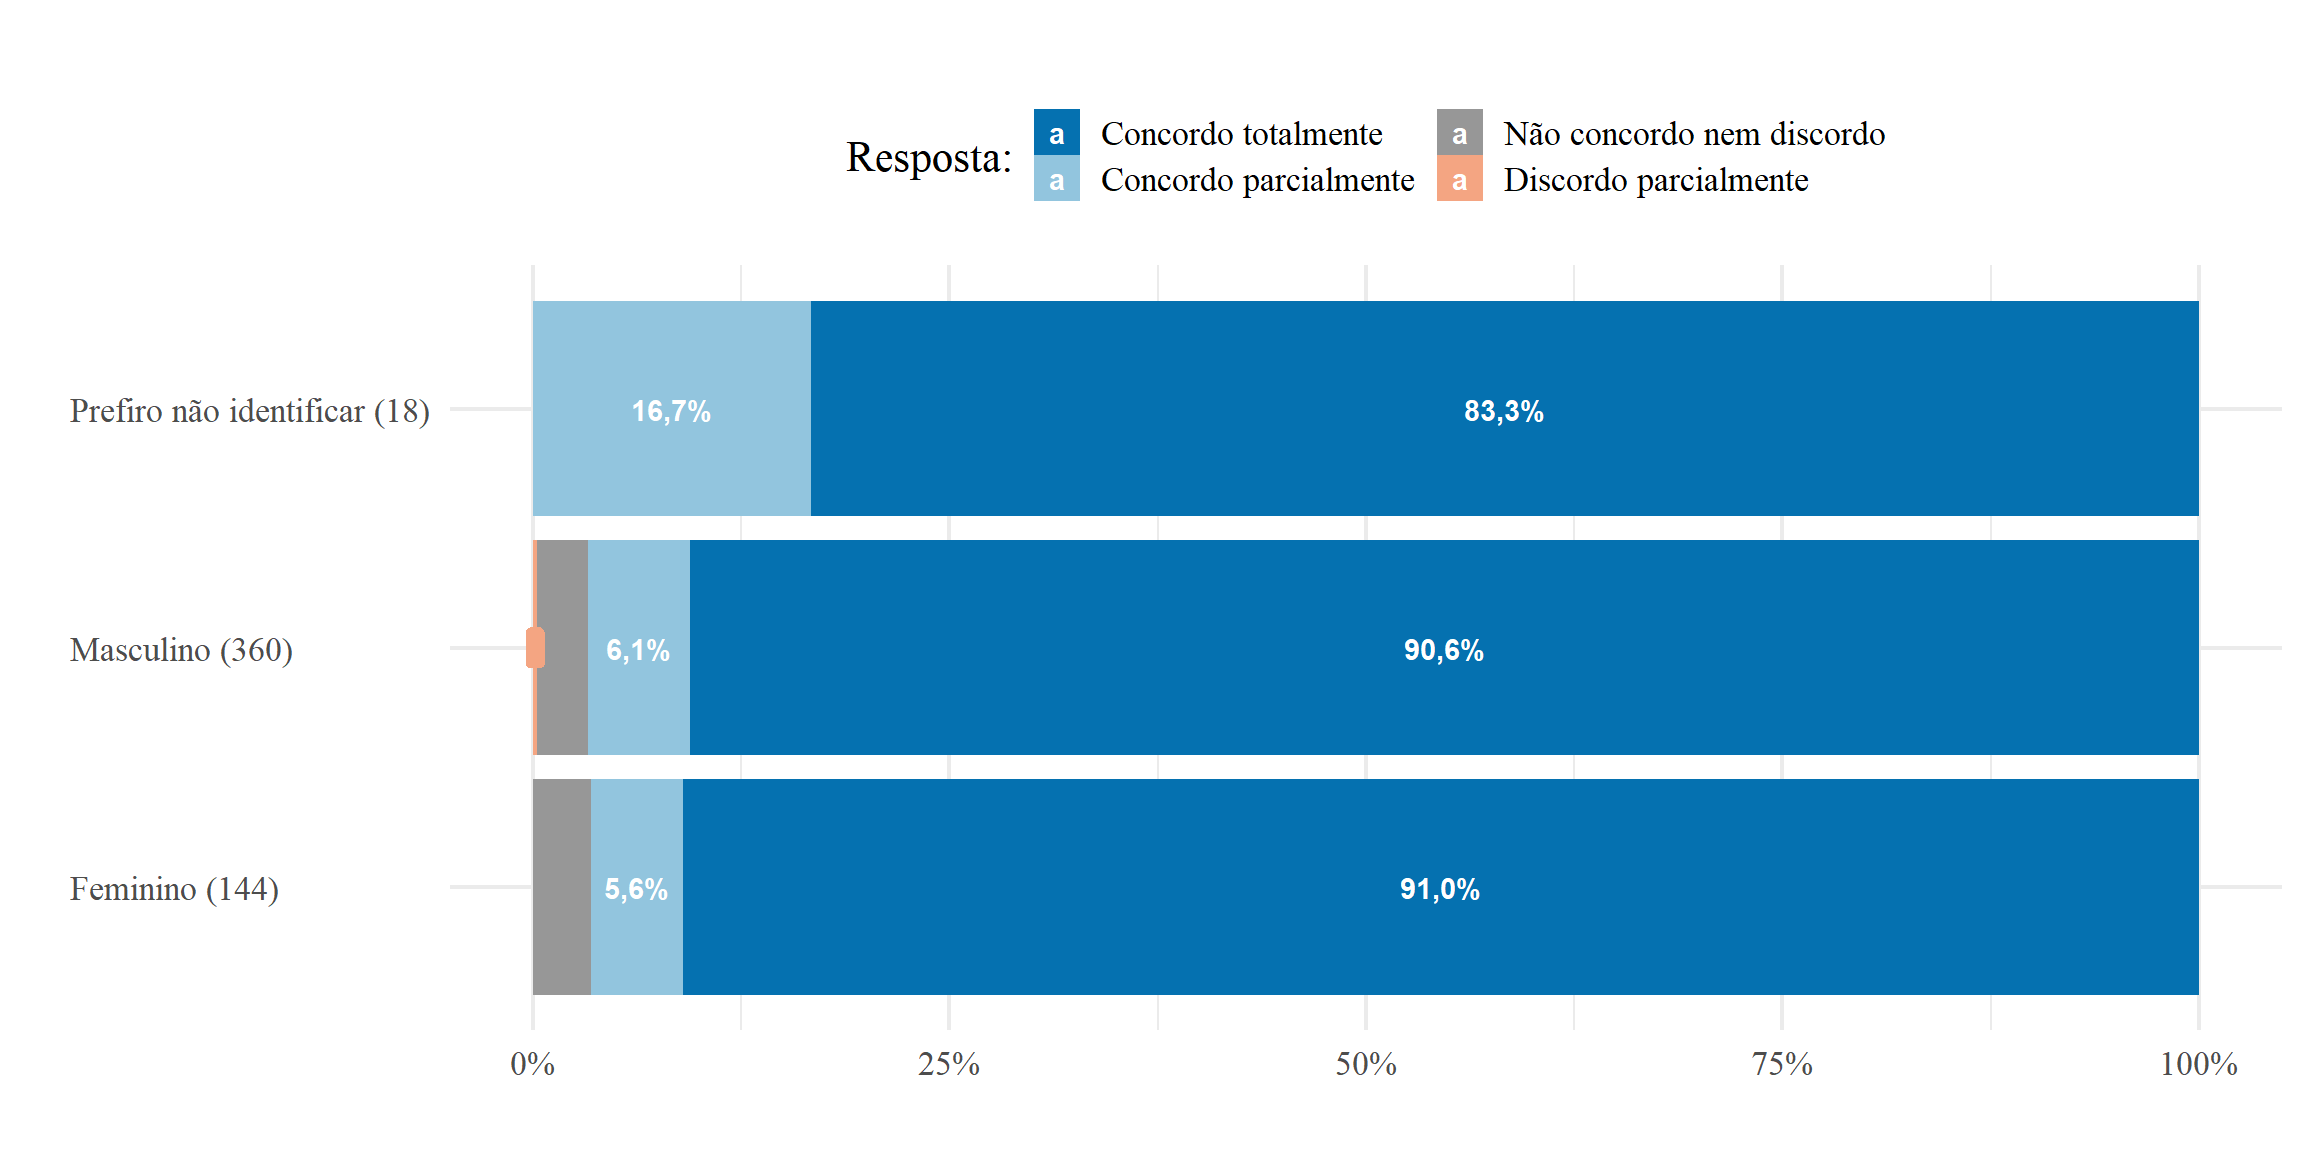 Resposta:
a Concordo totalmente
a Concordo parcialmente
a Não concordo nem discordo
a Discordo parcialmente
Prefiro não identificar (18)
16,7% 83,3%
Masculino (360)
6,1% 90,6%
Feminino (144)
5,6% 91,0%
0% 25% 50% 75% 100%